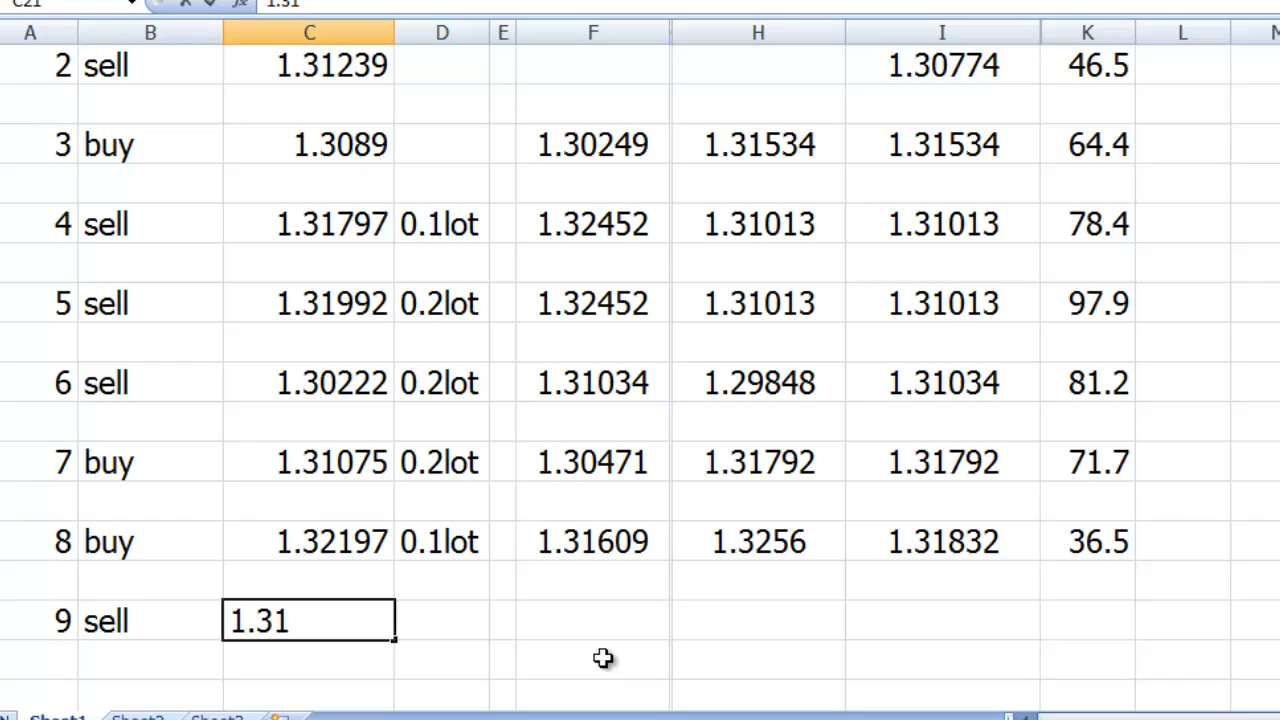 C21 1.31
A B C D E F H I K L M
2 sell 1.31239 1.30774 46.5
3 buy 1.3089 1.30249 1.31534 1.31534 64.4
4 sell 1.31797 0.1lot 1.32452 1.31013 1.31013 78.4
5 sell 1.31992 0.2lot 1.32452 1.31013 1.31013 97.9
6 sell 1.30222 0.2lot 1.31034 1.29848 1.31034 81.2
7 buy 1.31075 0.2lot 1.30471 1.31792 1.31792 71.7
8 buy 1.32197 0.1lot 1.31609 1.3256 1.31832 36.5
9 sell 1.31
Sheet1 Sheet2 Sheet3